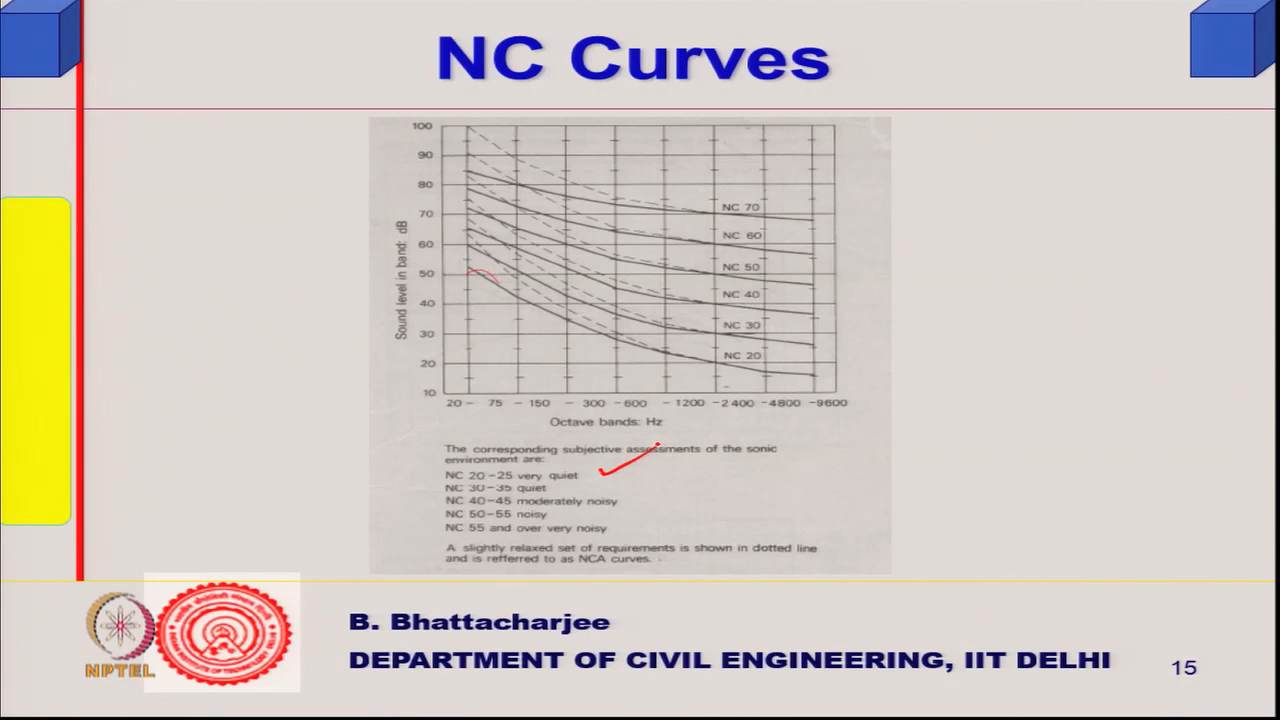 NC Curves
100
90
80
70
60
50
40
30
20
10
Sound level in band: dB
NC 70
NC 60
NC 50
NC 40
NC 30
NC 20
20 – 75 – 150 – 300 –600 –1200 –2400 –4800 –9600
Octave bands: Hz
The corresponding subjective assessments of the sonic
environment are:
NC 20–25 very quiet
NC 30–35 quiet
NC 40–45 moderately noisy
NC 50–55 noisy
NC 55 and over very noisy
A slightly relaxed set of requirements is shown in dotted line
and is refferred to as NCA curves.
NPTEL
B. Bhattacharjee
DEPARTMENT OF CIVIL ENGINEERING, IIT DELHI
15